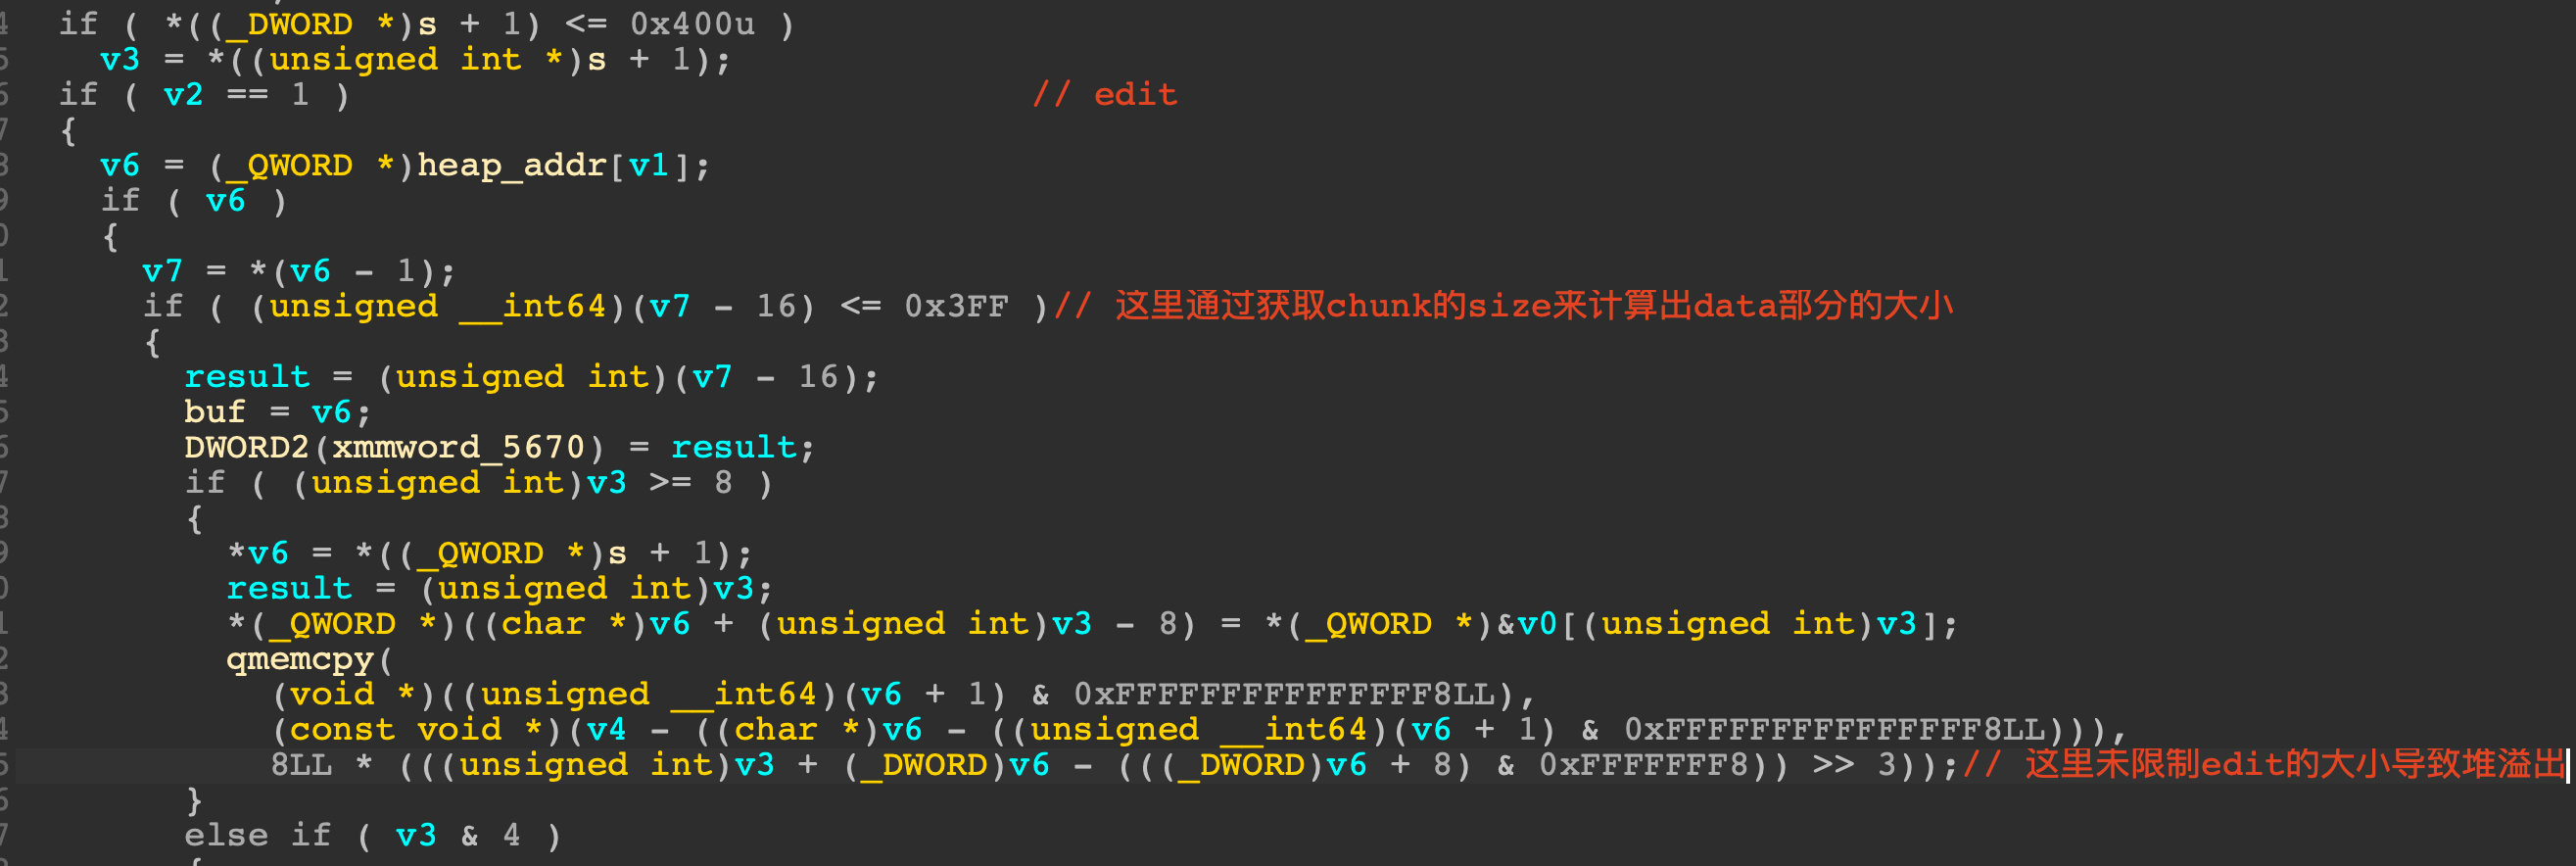 if ( *((_DWORD *)s + 1) <= 0x400u )
v3 = *((unsigned int *)s + 1);
if ( v2 == 1 ) // edit
{
v6 = (_QWORD *)heap_addr[v1];
if ( v6 )
{
v7 = *(v6 - 1);
if ( (unsigned __int64)(v7 - 16) <= 0x3FF )// 这里通过获取chunk的size来计算出data部分的大小
{
result = (unsigned int)(v7 - 16);
buf = v6;
DWORD2(xmmword_5670) = result;
if ( (unsigned int)v3 >= 8 )
{
*v6 = *((_QWORD *)s + 1);
result = (unsigned int)v3;
*(_QWORD *)((char *)v6 + (unsigned int)v3 - 8) = *(_QWORD *)&v0[(unsigned int)v3];
qmemcpy(
(void *)((unsigned __int64)(v6 + 1) & 0xFFFFFFFFFFFFFFF8LL),
(const void *)(v4 - ((char *)v6 - ((unsigned __int64)(v6 + 1) & 0xFFFFFFFFFFFFFFF8LL))),
8LL * (((unsigned int)v3 + (_DWORD)v6 - (((_DWORD)v6 + 8) & 0xFFFFFFF8)) >> 3));// 这里未限制edit的大小导致堆溢出
}
else if ( v3 & 4 )